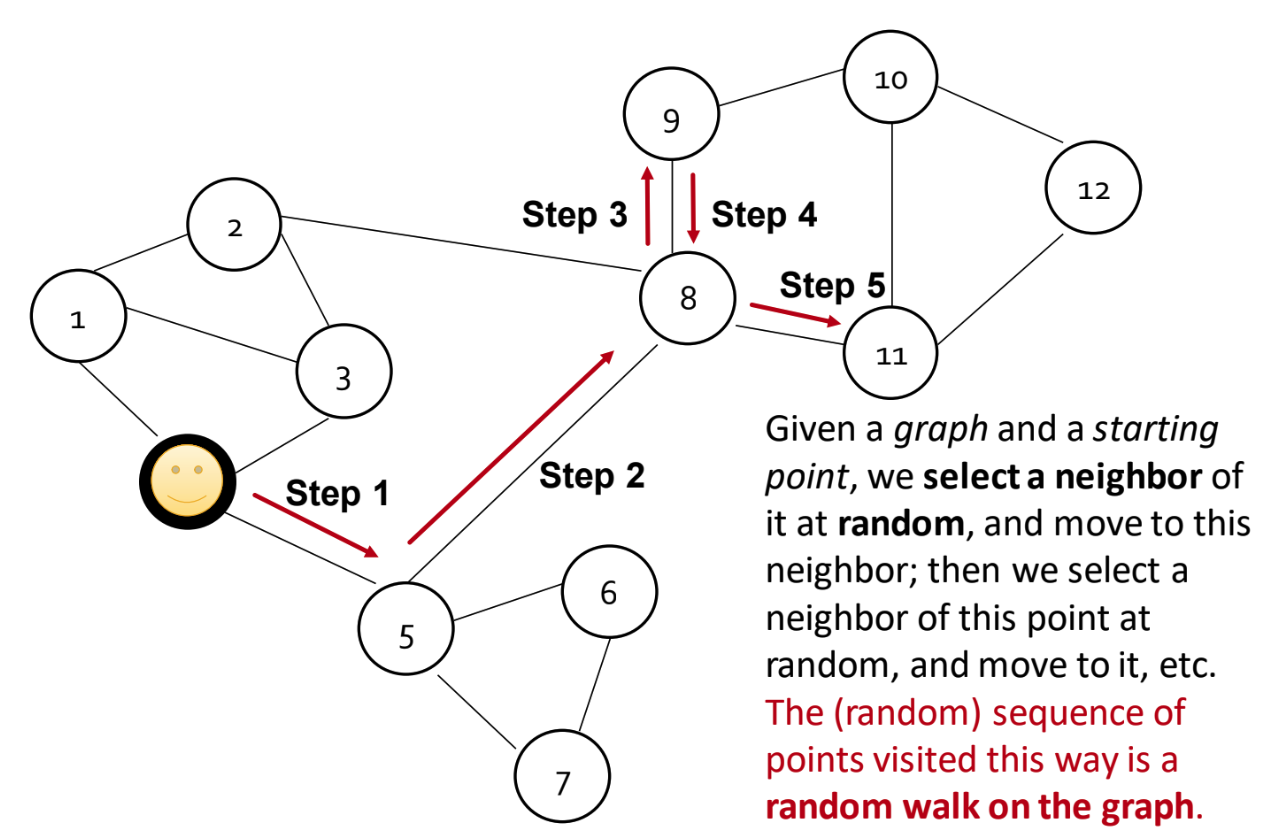 10
9
12
2
Step 3
Step 4
8
Step 5
1
3
11
Given a graph and a starting
point, we select a neighbor of
it at random, and move to this
neighbor; then we select a
neighbor of this point at
random, and move to it, etc.
The (random) sequence of
points visited this way is a
random walk on the graph.
Step 2
Step 1
6
5
7